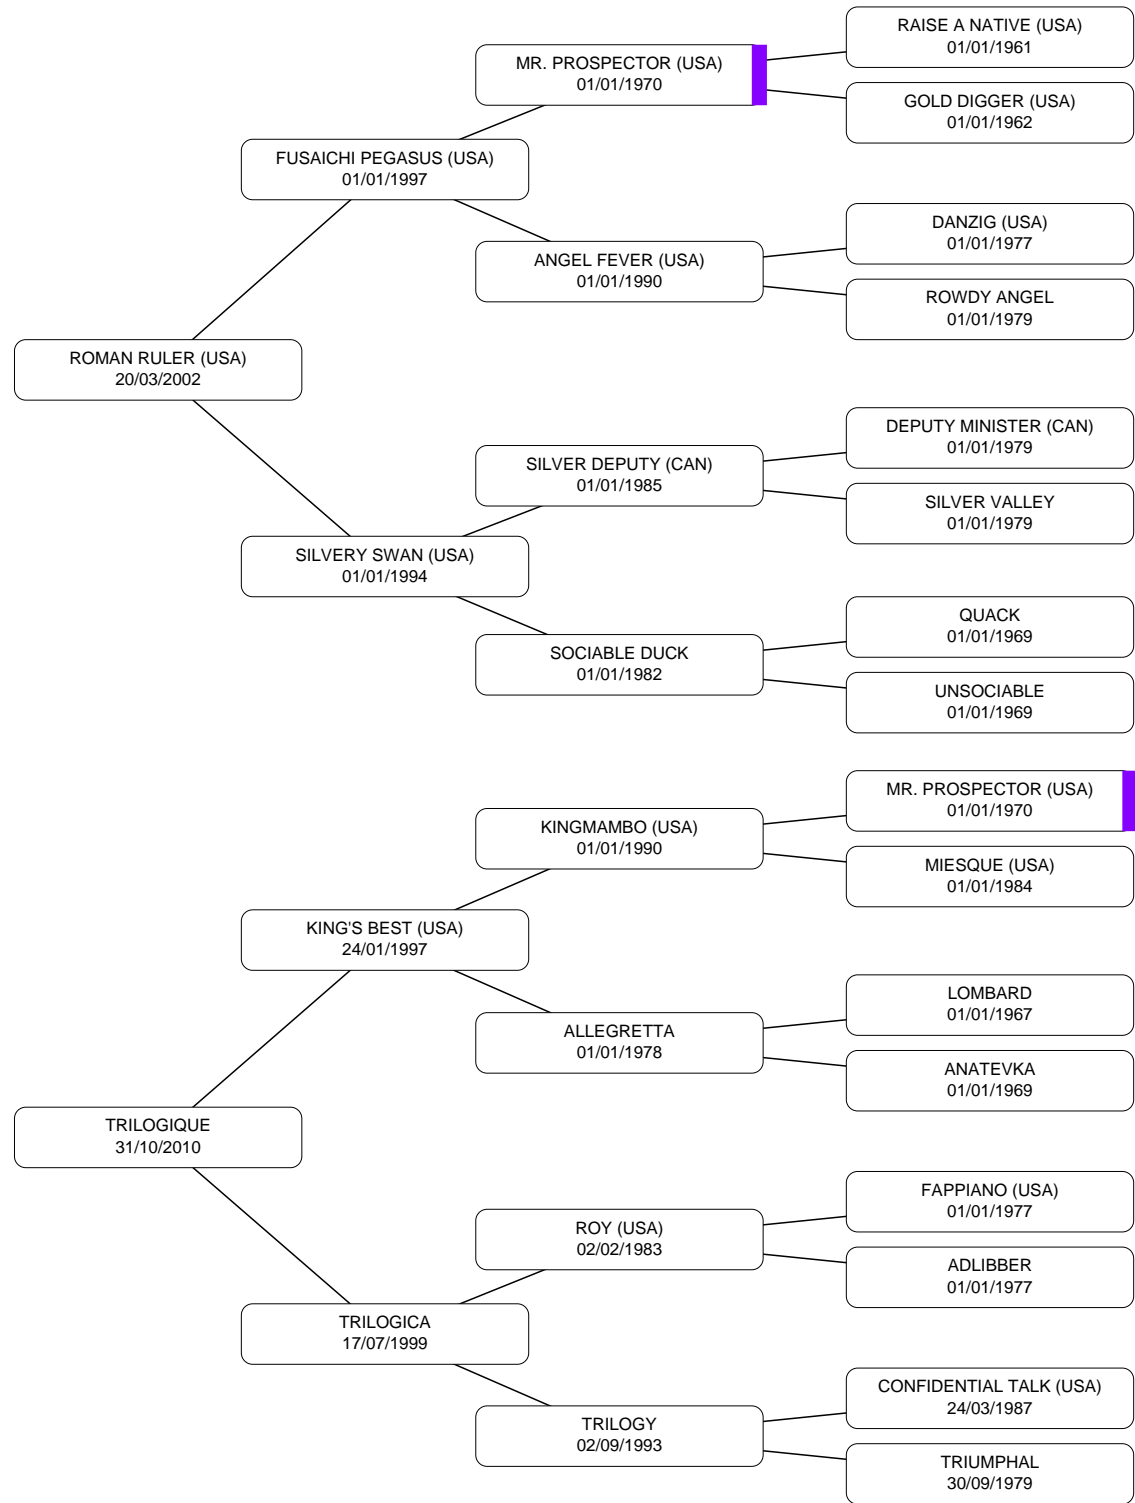 RAISE A NATIVE (USA)
01/01/1961
MR. PROSPECTOR (USA)
01/01/1970
GOLD DIGGER (USA)
01/01/1962
FUSAICHI PEGASUS (USA)
01/01/1997
DANZIG (USA)
01/01/1977
ANGEL FEVER (USA)
01/01/1990
ROWDY ANGEL
01/01/1979
ROMAN RULER (USA)
20/03/2002
DEPUTY MINISTER (CAN)
01/01/1979
SILVER DEPUTY (CAN)
01/01/1985
SILVER VALLEY
01/01/1979
SILVERY SWAN (USA)
01/01/1994
QUACK
01/01/1969
SOCIABLE DUCK
01/01/1982
UNSOCIABLE
01/01/1969
MR. PROSPECTOR (USA)
01/01/1970
KINGMAMBO (USA)
01/01/1990
MIESQUE (USA)
01/01/1984
KING'S BEST (USA)
24/01/1997
LOMBARD
01/01/1967
ALLEGRETTA
01/01/1978
ANATEVKA
01/01/1969
TRILOGIQUE
31/10/2010
FAPPIANO (USA)
01/01/1977
ROY (USA)
02/02/1983
ADLIBBER
01/01/1977
TRILOGICA
17/07/1999
CONFIDENTIAL TALK (USA)
24/03/1987
TRILOGY
02/09/1993
TRIUMPHAL
30/09/1979